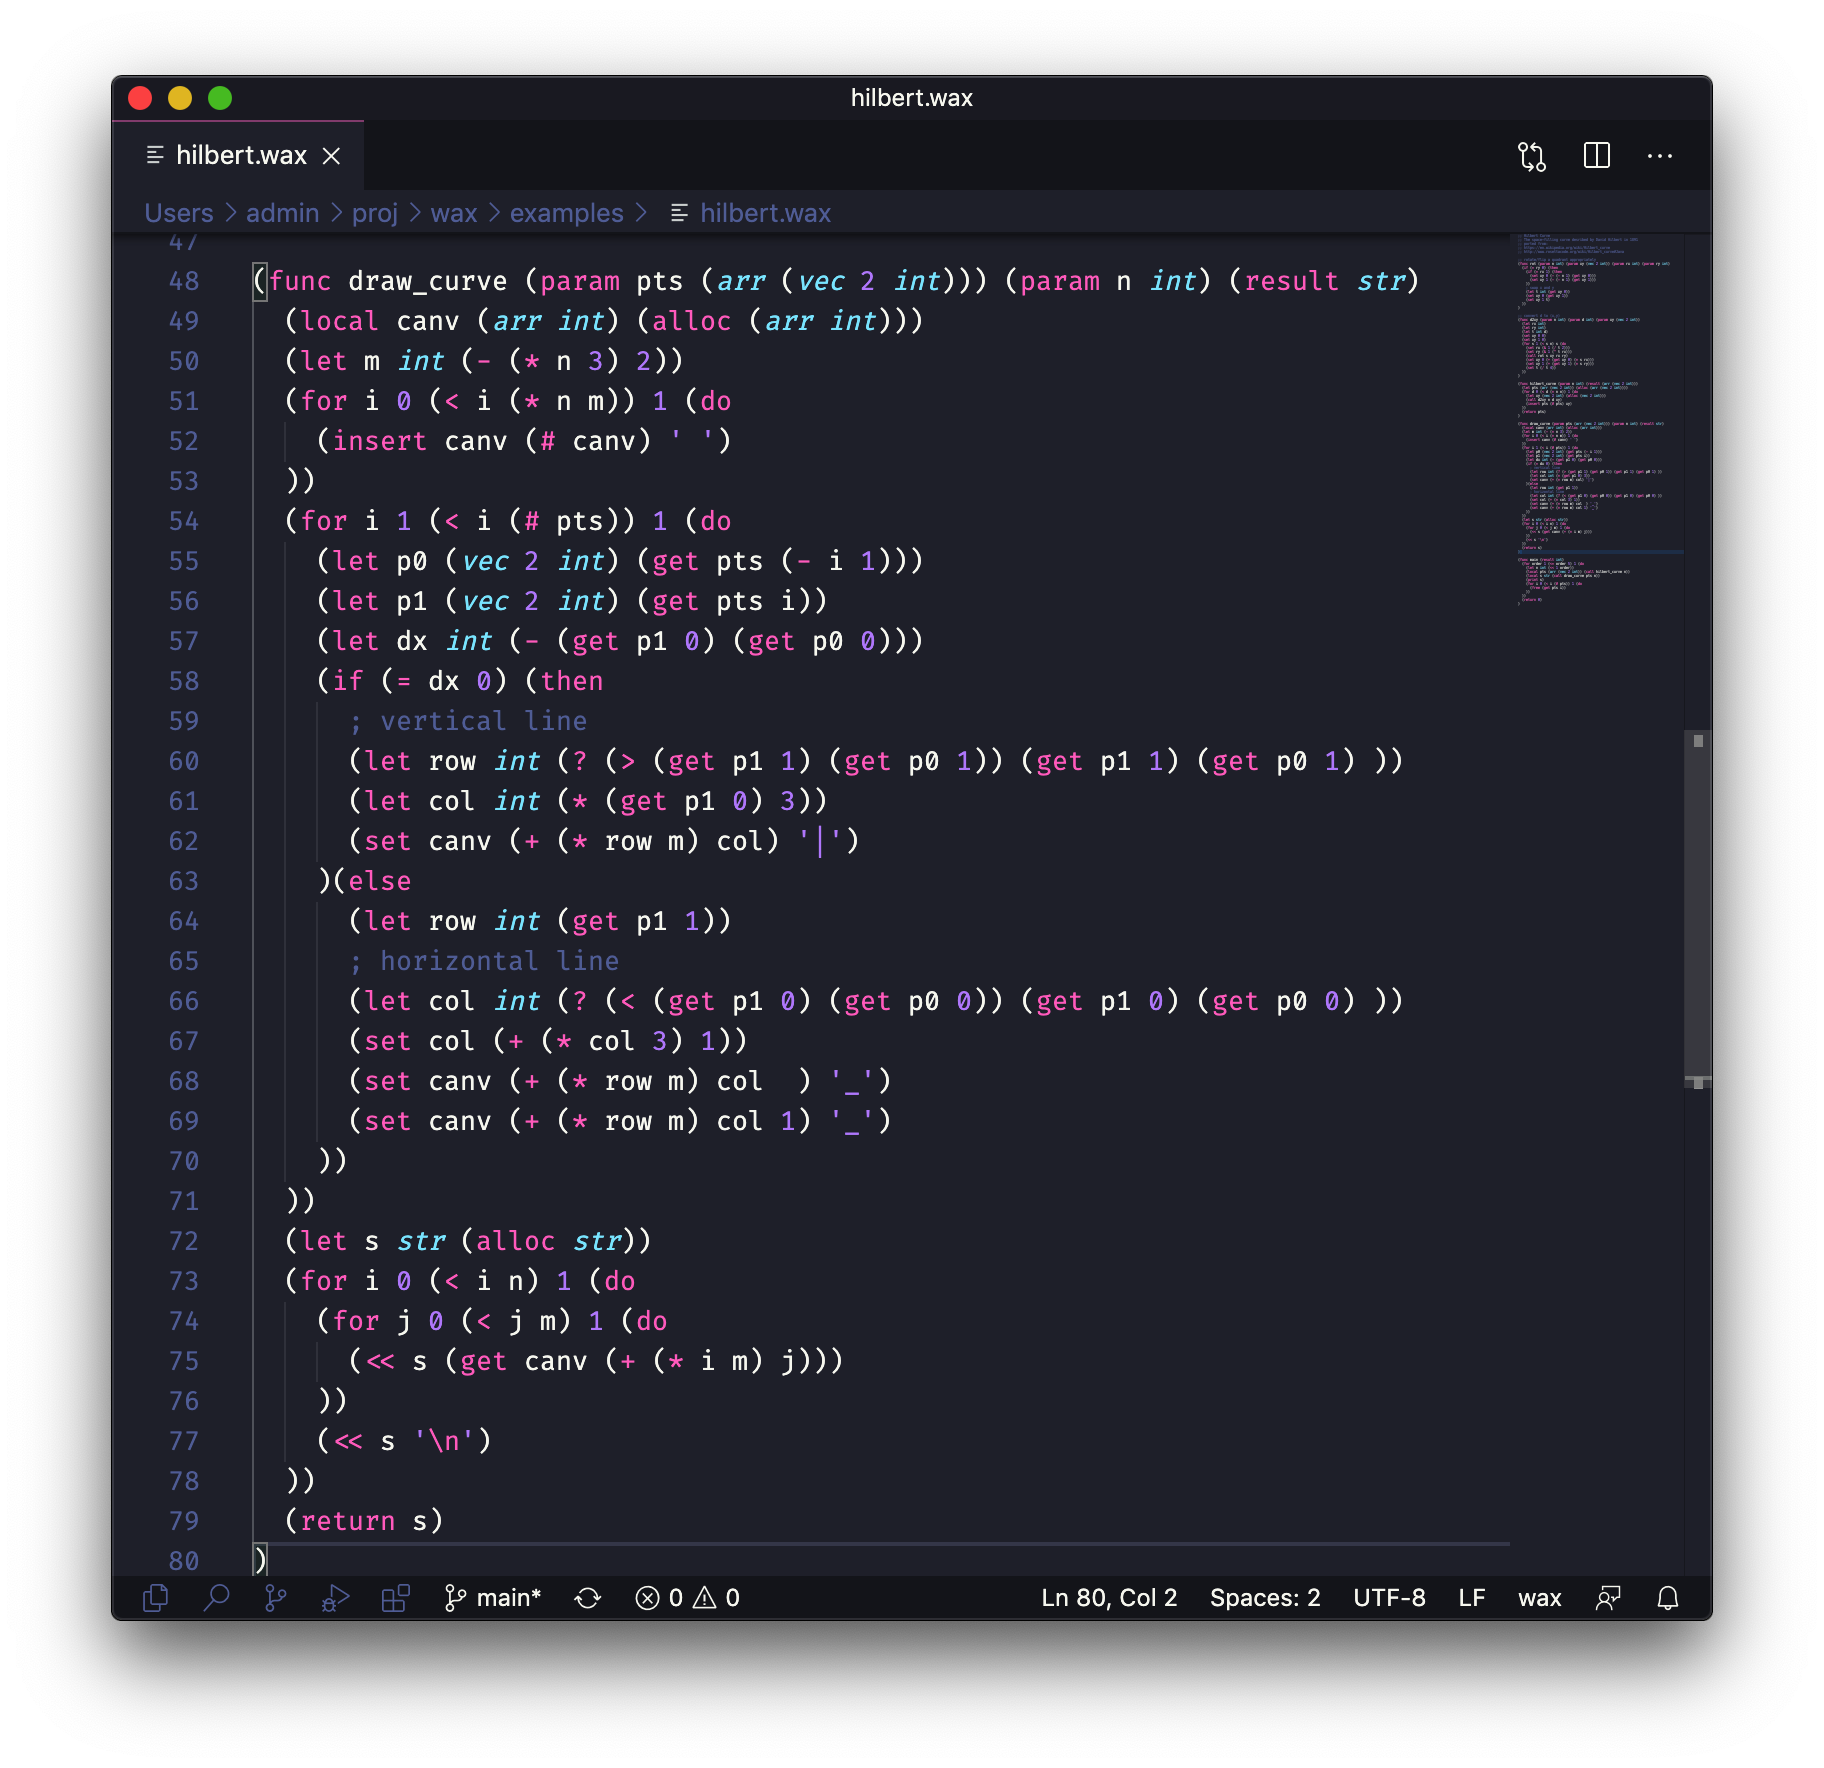 hilbert.wax
hilbert.wax
Users > admin > proj > wax > examples > hilbert.wax
47
48 (func draw_curve (param pts (arr (vec 2 int))) (param n int) (result str)
49   (local canv (arr int) (alloc (arr int)))
50   (let m int (- (* n 3) 2))
51   (for i 0 (< i (* n m)) 1 (do
52     (insert canv (# canv) ' ')
53   ))
54   (for i 1 (< i (# pts)) 1 (do
55     (let p0 (vec 2 int) (get pts (- i 1)))
56     (let p1 (vec 2 int) (get pts i))
57     (let dx int (- (get p1 0) (get p0 0)))
58     (if (= dx 0) (then
59       ; vertical line
60       (let row int (? (> (get p1 1) (get p0 1)) (get p1 1) (get p0 1) ))
61       (let col int (* (get p1 0) 3))
62       (set canv (+ (* row m) col) '|')
63     )(else
64       (let row int (get p1 1))
65       ; horizontal line
66       (let col int (? (< (get p1 0) (get p0 0)) (get p1 0) (get p0 0) ))
67       (set col (+ (* col 3) 1))
68       (set canv (+ (* row m) col  ) '_')
69       (set canv (+ (* row m) col 1) '_')
70     ))
71   ))
72   (let s str (alloc str))
73   (for i 0 (< i n) 1 (do
74     (for j 0 (< j m) 1 (do
75       (<< s (get canv (+ (* i m) j)))
76     ))
77     (<< s '\n')
78   ))
79   (return s)
80 )
main* 0 0 Ln 80, Col 2 Spaces: 2 UTF-8 LF wax